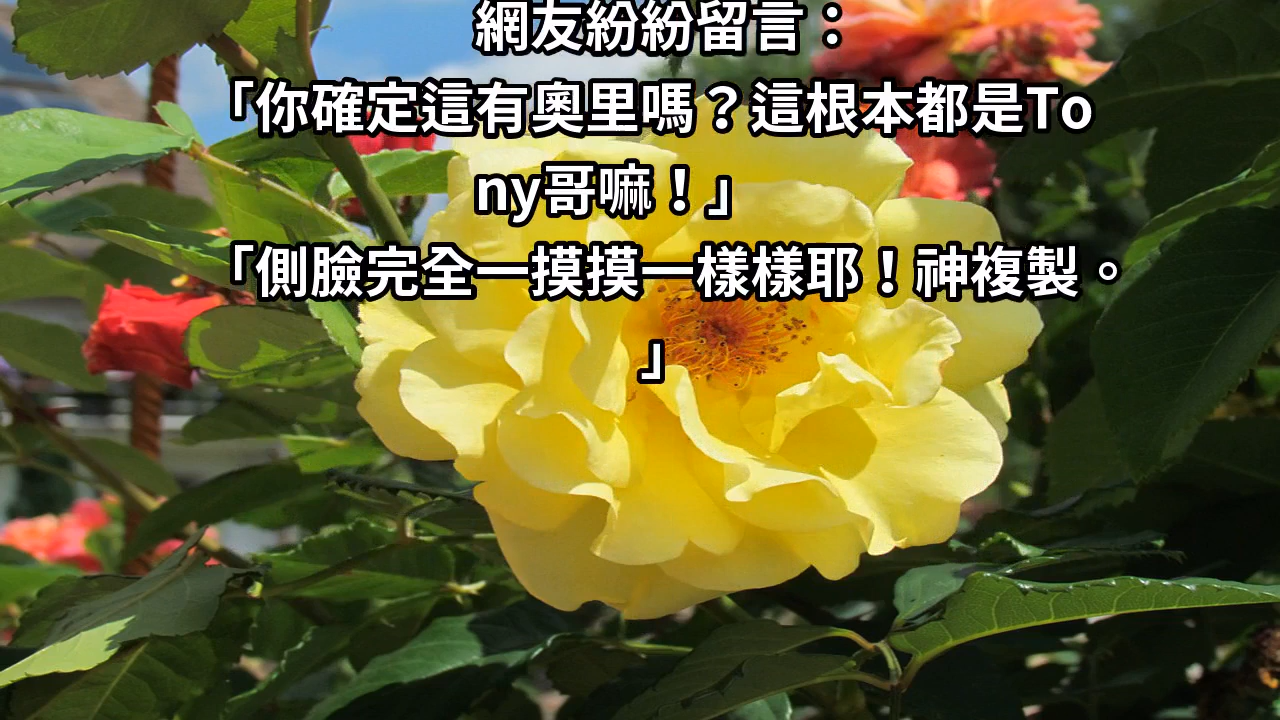 網友紛紛留言：
「你確定這有奧里嗎？這根本都是To
ny哥嘛！」
「側臉完全一摸摸一樣樣耶！神複製。
」